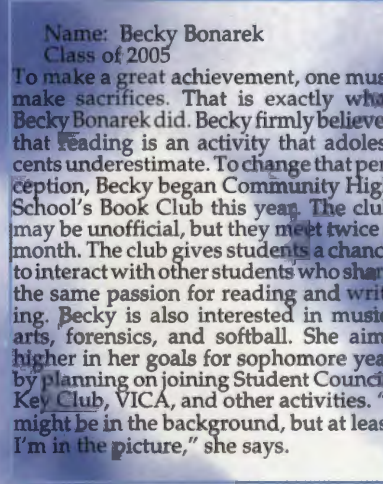 Name: Becky Bonarek
Class of 2005
To make a great achievement, one mus
make sacrifices. That is exactly wha
Becky Bonarek did. Becky firmly believe
that reading is an activity that adoles
cents underestimate. To change that per
ception, Becky began Community Hig
School's Book Club this year. The clu
may be unofficial, but they meet twice
month. The club gives students a chanc
to interact with other students who shar
the same passion for reading and writ
ing. Becky is also interested in music
arts, forensics, and softball. She aim
higher in her goals for sophomore yea
by planning on joining Student Counci
Key Club, VICA, and other activities. "
might be in the background, but at leas
I'm in the picture," she says.